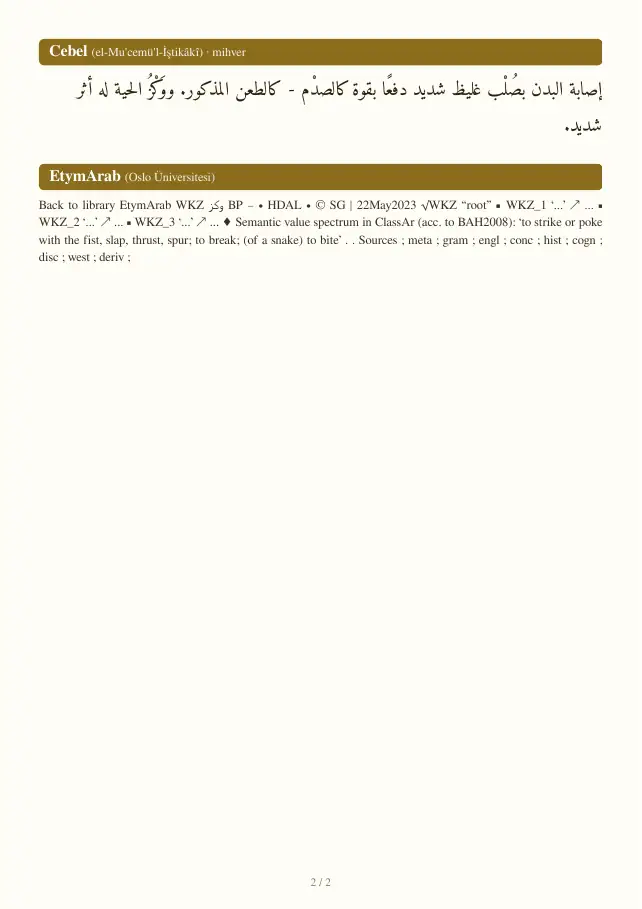 Cebel (el-Mu'cemü'l-İştikâkî) · mihver
إصابة البدن بصُلْب غليظ شديد دفعًا بقوة كالصدْم - كالطعن المذكور. ووَكْزُ الحية له أثر
شديد.
EtymArab (Oslo Üniversitesi)
Back to library EtymArab WKZ وكز BP – • HDAL • © SG | 22May2023 √WKZ “root” ▪ WKZ_1 ‘...’ ↗ ... ▪
WKZ_2 ‘...’ ↗ ... ▪ WKZ_3 ‘...’ ↗ ... ♦ Semantic value spectrum in ClassAr (acc. to BAH2008): ‘to strike or poke
with the fist, slap, thrust, spur; to break; (of a snake) to bite’ . . Sources ; meta ; gram ; engl ; conc ; hist ; cogn ;
disc ; west ; deriv ;
2 / 2